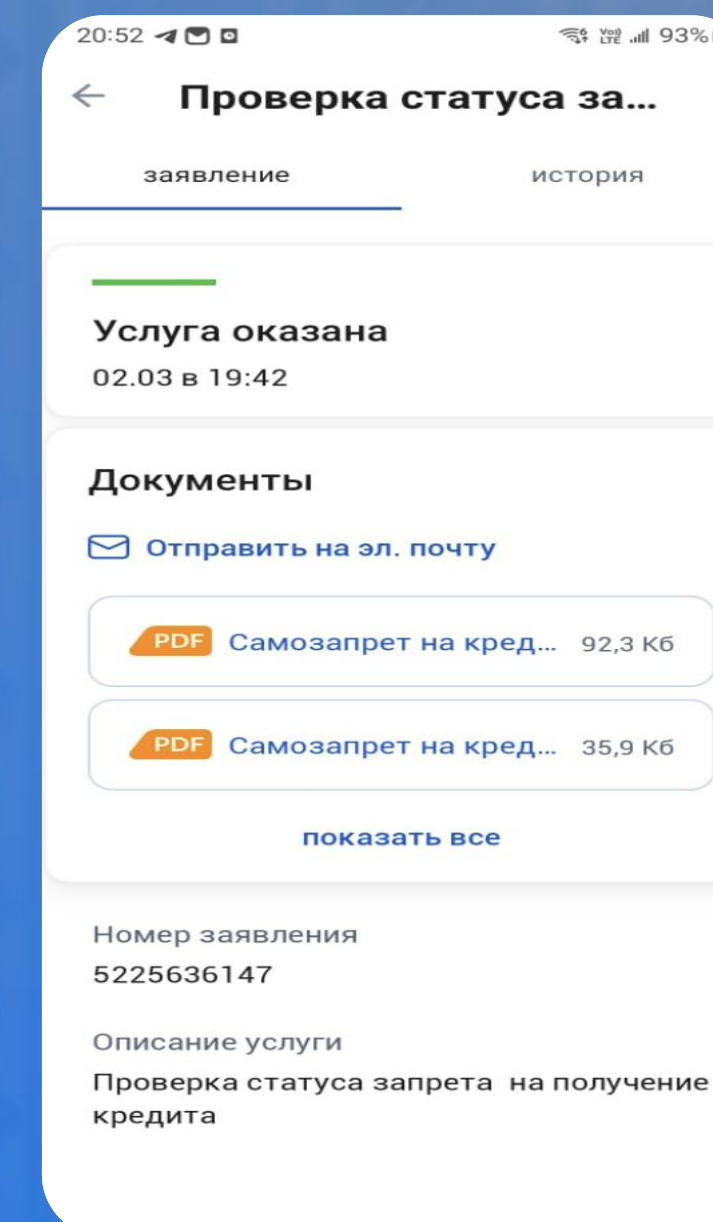 20:52 93%
Проверка статуса за...
заявление история
Услуга оказана
02.03 в 19:42
Документы
Отправить на эл. почту
PDF Самозапрет на кред... 92,3 Кб
PDF Самозапрет на кред... 35,9 Кб
показать все
Номер заявления
5225636147
Описание услуги
Проверка статуса запрета на получение
кредита